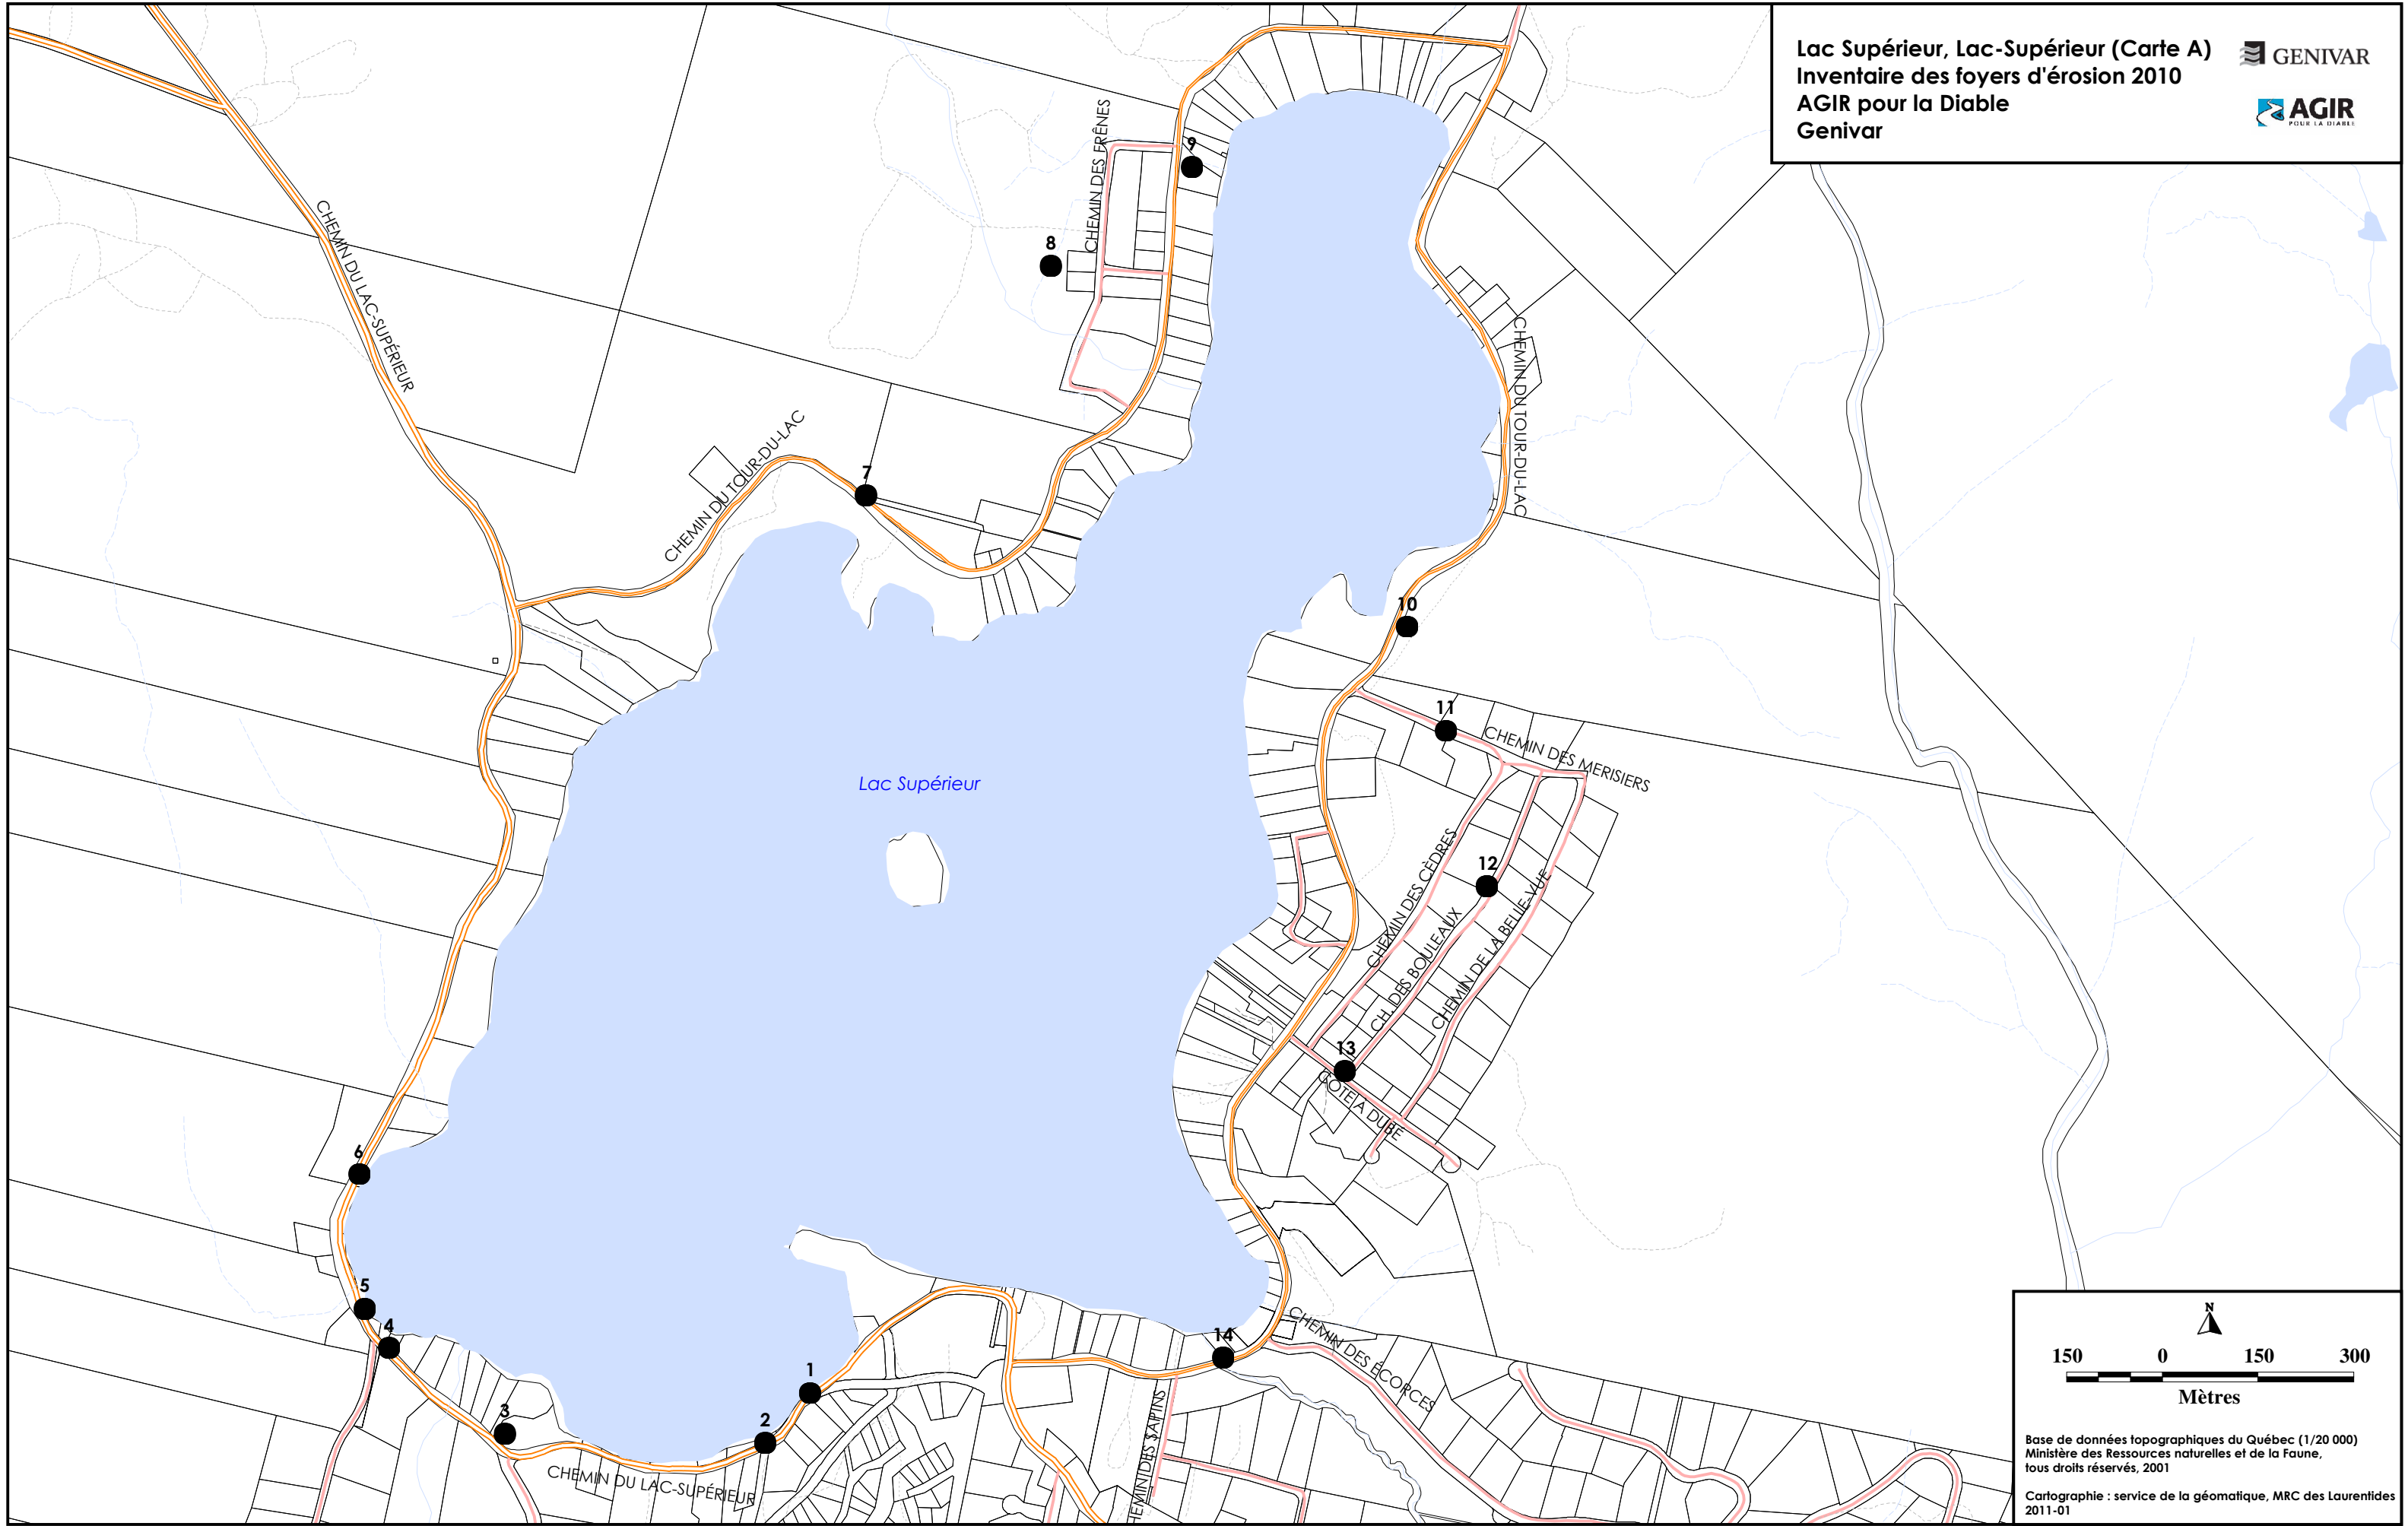 Lac Supérieur, Lac-Supérieur (Carte A)
Inventaire des foyers d'érosion 2010
AGIR pour la Diable
Genivar
GENIVAR
AGIR
POUR LA DIABLE
CHEMIN DES FRÊNES
9
8
CHEMIN DU LAC-SUPÉRIEUR
CHEMIN DU TOUR-DU-LAC
CHEMIN DU TOUR-DU-LAC
7
10
11
CHEMIN DES MERISIERS
Lac Supérieur
12
CHEMIN DES CÈDRES
CH. DES BOULEAUX
CHEMIN DE LA BELLE-VUE
13
COTE A DUBÉ
6
5
4
14
CHEMIN DES ÉCORCES
1
2
3
CHEMIN DES SAPINS
CHEMIN DU LAC-SUPÉRIEUR
N
150 0 150 300
Mètres
Base de données topographiques du Québec (1/20 000)
Ministère des Ressources naturelles et de la Faune,
tous droits réservés, 2001
Cartographie : service de la géomatique, MRC des Laurentides
2011-01